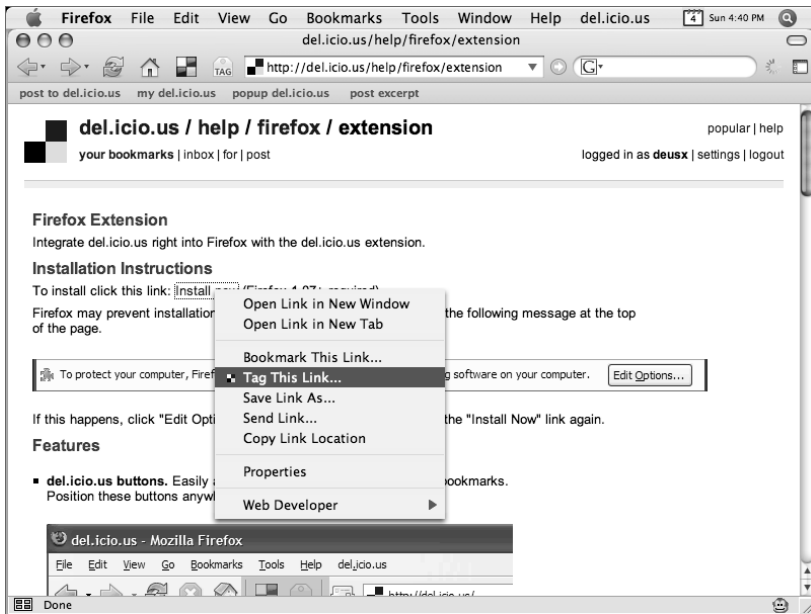 Firefox File Edit View Go Bookmarks Tools Window Help del.icio.us 4 Sun 4:40 PM
del.icio.us/help/firefox/extension
TAG http://del.icio.us/help/firefox/extension G
post to del.icio.us my del.icio.us popup del.icio.us post excerpt
del.icio.us / help / firefox / extension
popular | help
your bookmarks | inbox | for | post
logged in as deusx | settings | logout
Firefox Extension
Integrate del.icio.us right into Firefox with the del.icio.us extension.
Installation Instructions
To install click this link: Install
Firefox may prevent installation the following message at the top
of the page.
To protect your computer, Firef g software on your computer. Edit Options...
If this happens, click "Edit Opti the "Install Now" link again.
Features
del.icio.us buttons. Easily ookmarks.
Position these buttons anyw
Open Link in New Window
Open Link in New Tab
Bookmark This Link...
Tag This Link...
Save Link As...
Send Link...
Copy Link Location
Properties
Web Developer
del.icio.us - Mozilla Firefox
File Edit View Go Bookmarks Tools Help del.icio.us
Done